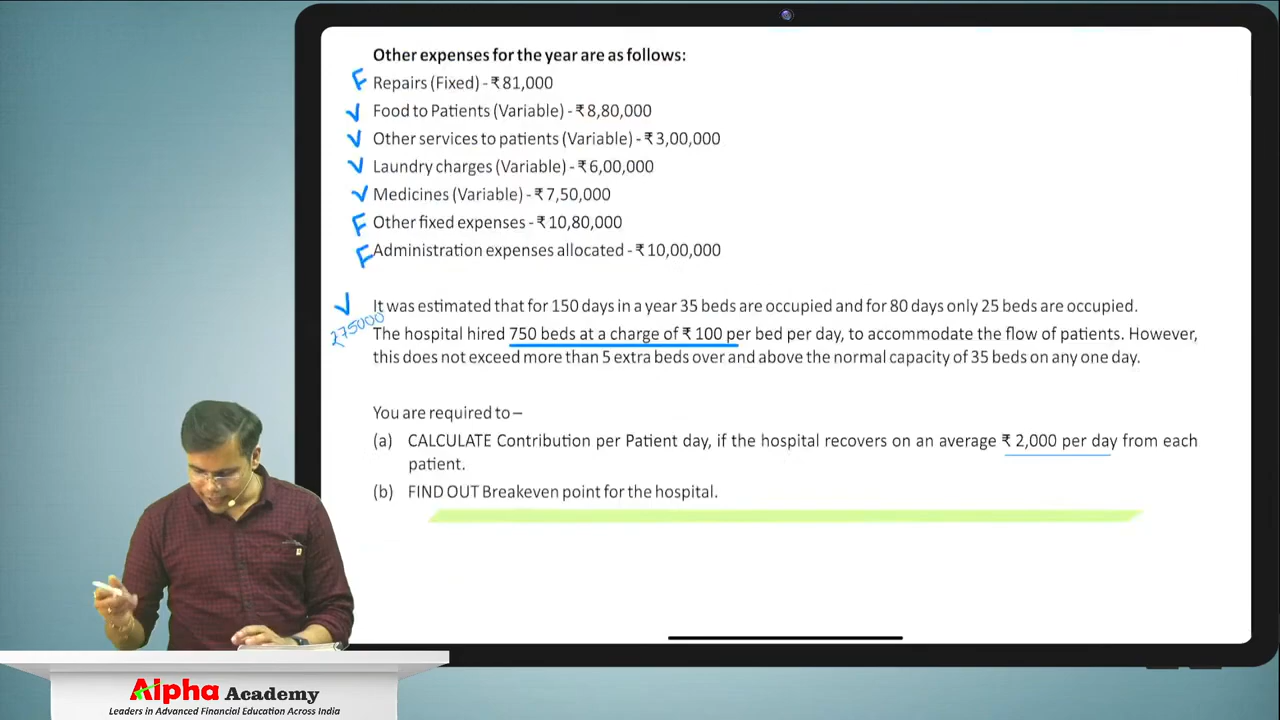 Other expenses for the year are as follows:
F Repairs (Fixed) - ₹ 81,000
V Food to Patients (Variable) - ₹ 8,80,000
V Other services to patients (Variable) - ₹ 3,00,000
V Laundry charges (Variable) - ₹ 6,00,000
V Medicines (Variable) - ₹ 7,50,000
F Other fixed expenses - ₹ 10,80,000
F Administration expenses allocated - ₹ 10,00,000
V It was estimated that for 150 days in a year 35 beds are occupied and for 80 days only 25 beds are occupied.
275000
The hospital hired 750 beds at a charge of ₹ 100 per bed per day, to accommodate the flow of patients. However,
this does not exceed more than 5 extra beds over and above the normal capacity of 35 beds on any one day.
You are required to –
(a) CALCULATE Contribution per Patient day, if the hospital recovers on an average ₹ 2,000 per day from each
patient.
(b) FIND OUT Breakeven point for the hospital.
Alpha Academy
Leaders in Advanced Financial Education Across India